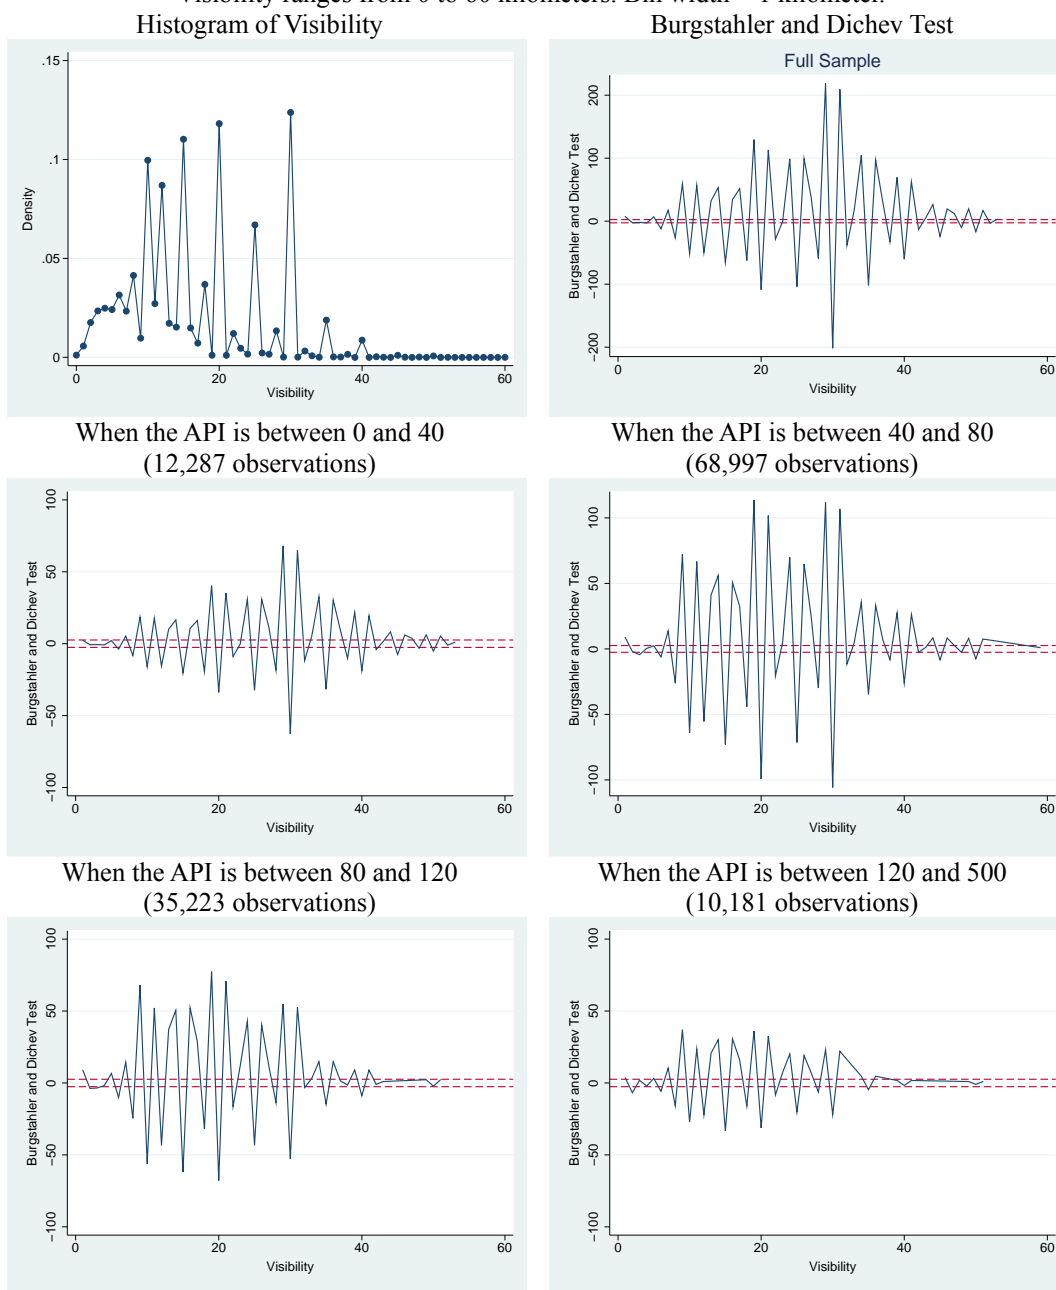 Visibility ranges from 0 to 60 kilometers. Bin width = 1 kilometer.
Histogram of Visibility
.15
.1
.05
0
Density
0 20 40 60
Visibility
Burgstahler and Dichev Test
Full Sample
200
100
0
−100
−200
Burgstahler and Dichev Test
0 20 40 60
Visibility
When the API is between 0 and 40
(12,287 observations)
100
50
0
−50
−100
Burgstahler and Dichev Test
0 20 40 60
Visibility
When the API is between 40 and 80
(68,997 observations)
100
50
0
−50
−100
Burgstahler and Dichev Test
0 20 40 60
Visibility
When the API is between 80 and 120
(35,223 observations)
100
50
0
−50
−100
Burgstahler and Dichev Test
0 20 40 60
Visibility
When the API is between 120 and 500
(10,181 observations)
100
50
0
−50
−100
Burgstahler and Dichev Test
0 20 40 60
Visibility